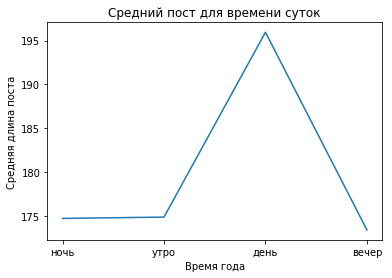 Средний пост для времени суток
Средняя длина поста
195
190
185
180
175
ночь утро день вечер
Время года